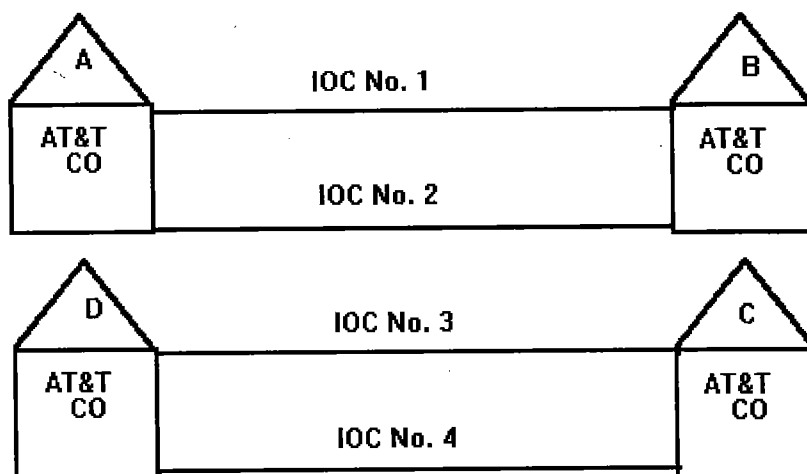 A
IOC No. 1
B
AT&T
CO
AT&T
CO
IOC No. 2
D
IOC No. 3
C
AT&T
CO
AT&T
CO
IOC No. 4